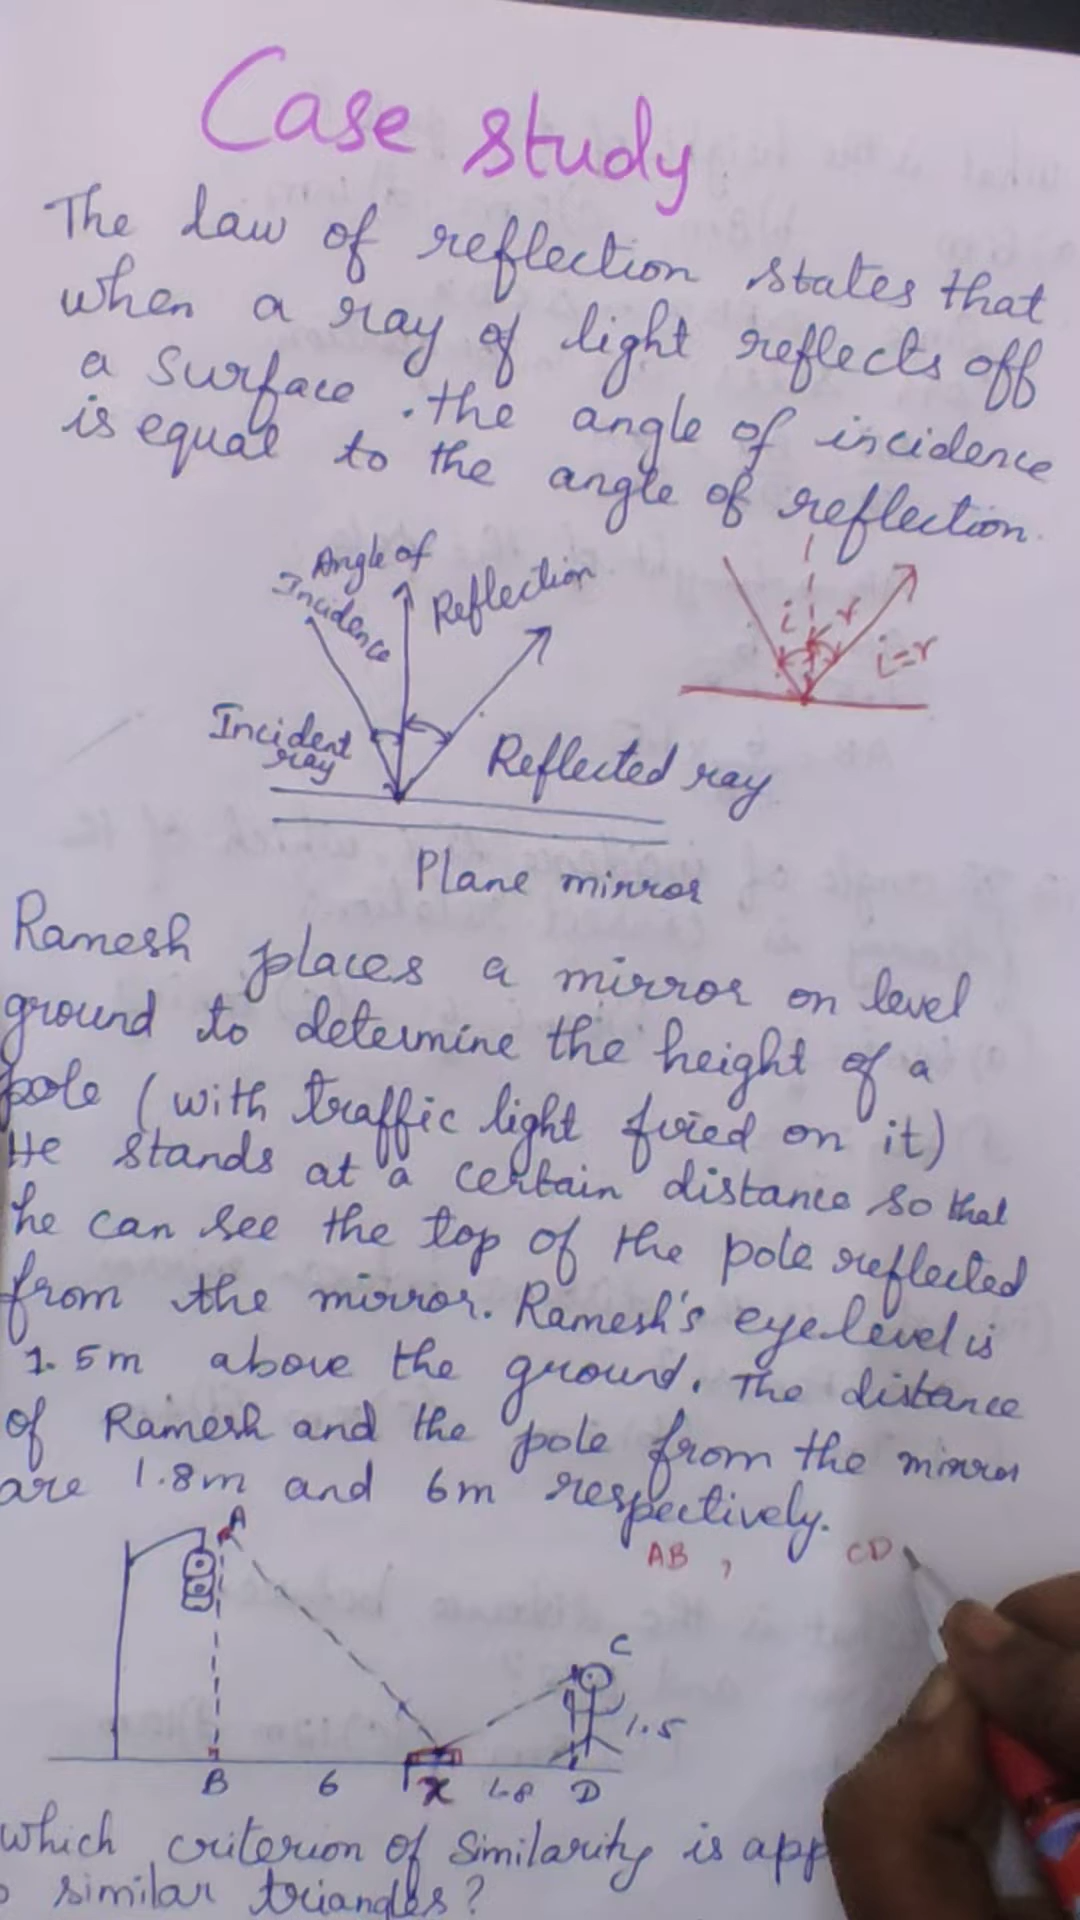 Case study
The law of reflection states that
when a ray of light reflects off
a surface. the angle of incidence
is equal to the angle of reflection.
Angle of
Incidence
Reflection
i r
i=r
Incident
ray
Reflected ray
Plane mirror
Ramesh places a mirror on level
ground to determine the height of a
pole (with traffic light fixed on it)
He stands at a certain distance so that
he can see the top of the pole reflected
from the mirror. Ramesh's eye level is
1.5m above the ground. The distance
of Ramesh and the pole from the mirror
are 1.8m and 6m respectively.
AB , CD
A
C
1.5
B 6 X 1.8 D
Which criterion of similarity is
similar triangles?